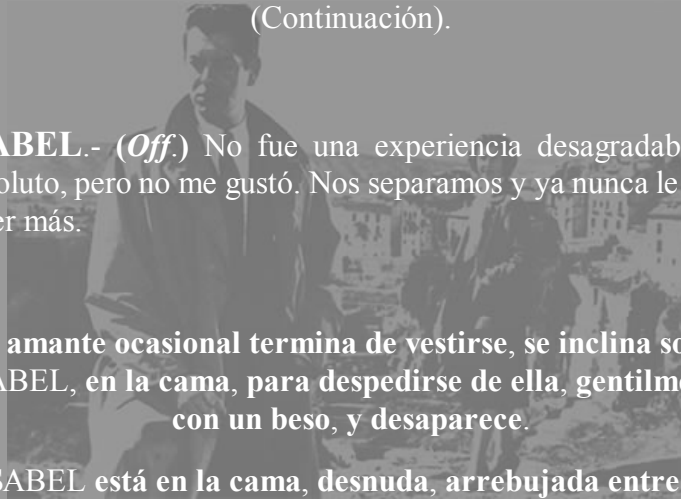 (Continuación).
ABEL.- (Off.) No fue una experiencia desagradab
oluto, pero no me gustó. Nos separamos y ya nunca le
er más.
amante ocasional termina de vestirse, se inclina so
ABEL, en la cama, para despedirse de ella, gentilme
con un beso, y desaparece.
SABEL está en la cama, desnuda, arrebujada entre